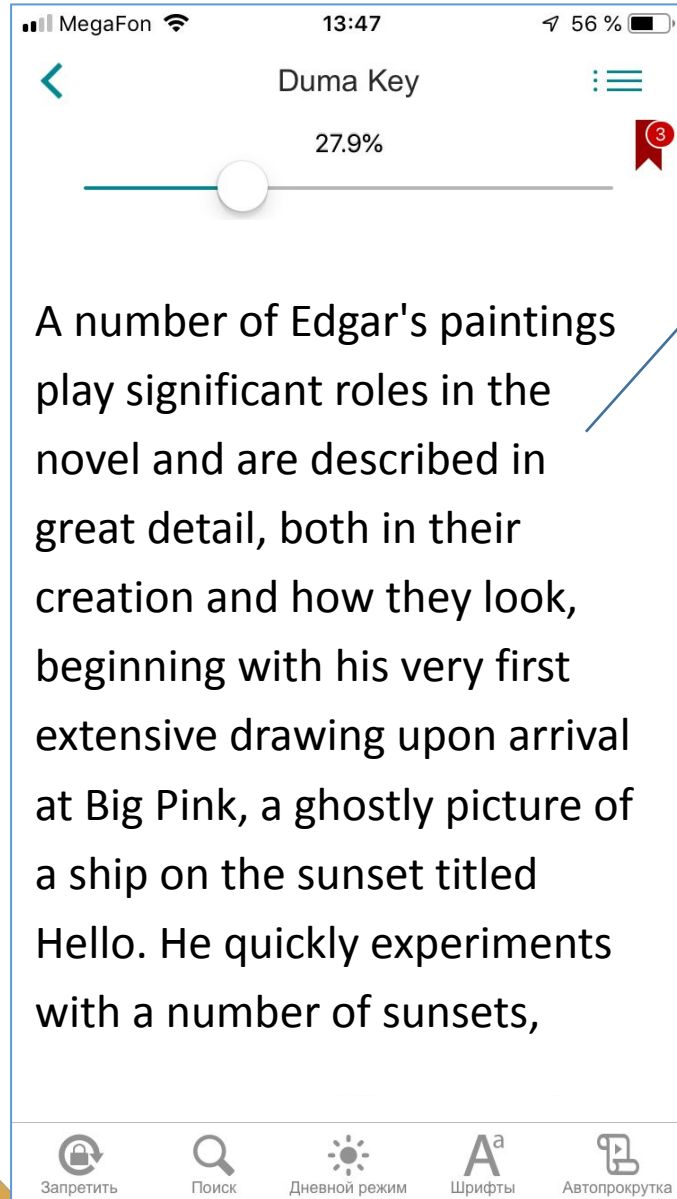 MegaFon 13:47 56 %
Duma Key
27.9%
3
A number of Edgar's paintings
play significant roles in the
novel and are described in
great detail, both in their
creation and how they look,
beginning with his very first
extensive drawing upon arrival
at Big Pink, a ghostly picture of
a ship on the sunset titled
Hello. He quickly experiments
with a number of sunsets,
Aa
Запретить Поиск Дневной режим Шрифты Автопрокрутка